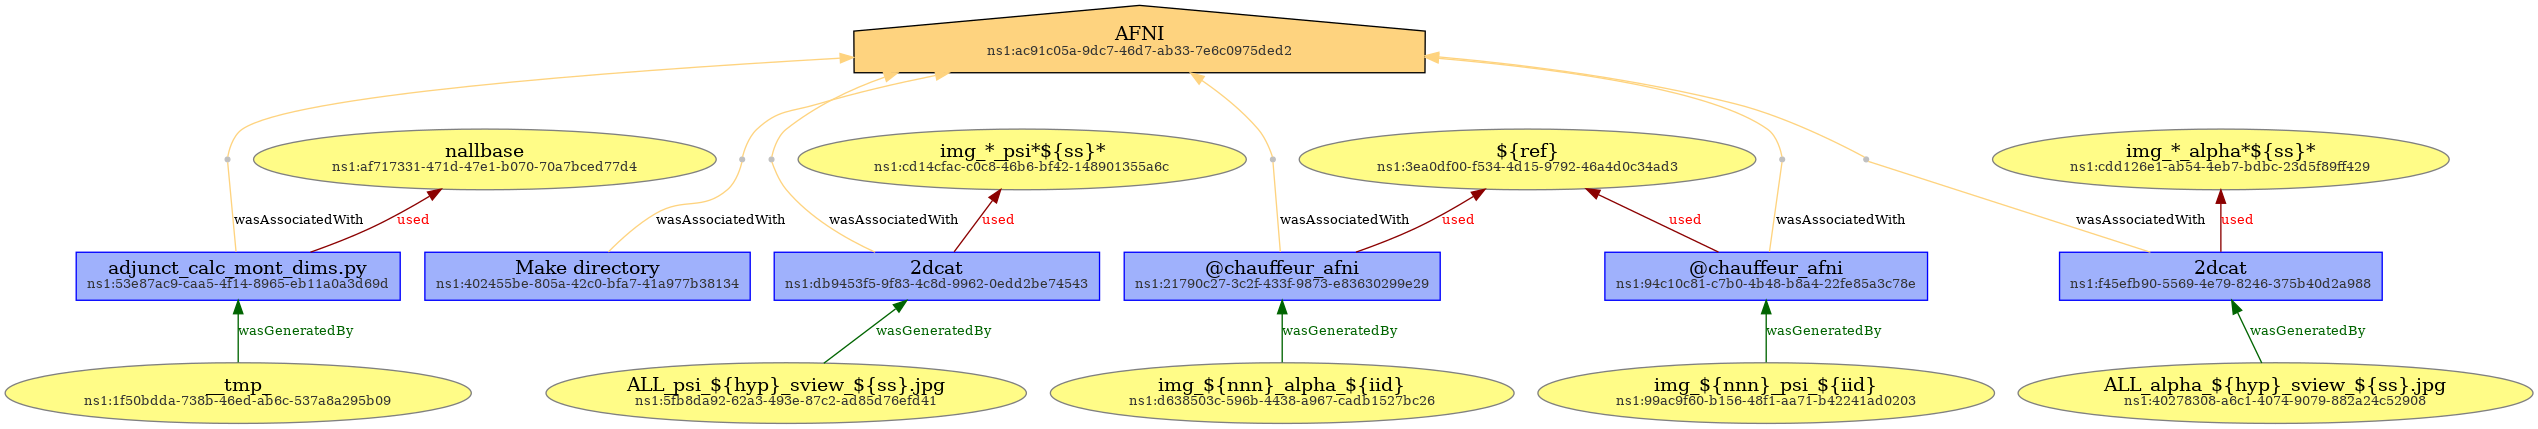 AFNI
ns1:ac91c05a-9dc7-46d7-ab33-7e6c0975ded2
nallbase
ns1:af717331-471d-47e1-b070-70a7bced77d4
img_*_psi*${ss}*
ns1:cd14cfac-c0c8-46b6-bf42-148901355a6c
${ref}
ns1:3ea0df00-f534-4d15-9792-46a4d0c34ad3
img_*_alpha*${ss}*
ns1:cdd126e1-ab54-4eb7-bdbc-23d5f89ff429
wasAssociatedWith
used
wasAssociatedWith
wasAssociatedWith
used
wasAssociatedWith
used
used
wasAssociatedWith
wasAssociatedWith
used
adjunct_calc_mont_dims.py
ns1:53e87ac9-caa5-4f14-8965-eb11a0a3d69d
Make directory
ns1:402455be-805a-42c0-bfa7-41a977b38134
2dcat
ns1:db9453f5-9f83-4c8d-9962-0edd2be74543
@chauffeur_afni
ns1:21790c27-3c2f-433f-9873-e83630299e29
@chauffeur_afni
ns1:94c10c81-c7b0-4b48-b8a4-22fe85a3c78e
2dcat
ns1:f45efb90-5569-4e79-8246-375b40d2a988
wasGeneratedBy
wasGeneratedBy
wasGeneratedBy
wasGeneratedBy
wasGeneratedBy
__tmp_
ns1:1f50bdda-738b-46ed-ab6c-537a8a295b09
ALL_psi_${hyp}_sview_${ss}.jpg
ns1:5fb8da92-62a3-493e-87c2-ad85d76efd41
img_${nnn}_alpha_${iid}
ns1:d638503c-596b-4438-a967-cadb1527bc26
img_${nnn}_psi_${iid}
ns1:99ac9f60-b156-48f1-aa71-b42241ad0203
ALL_alpha_${hyp}_sview_${ss}.jpg
ns1:40278308-a6c1-4074-9079-882a24c52908